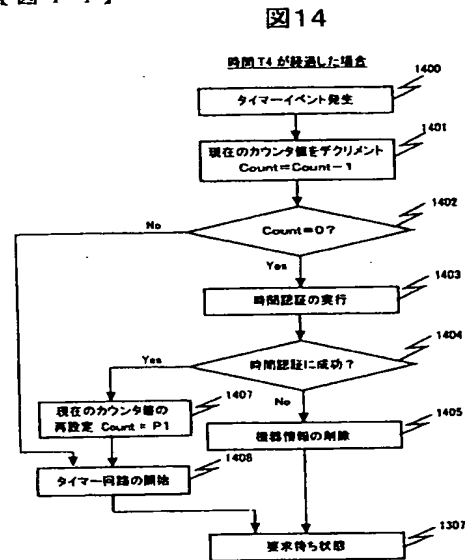 【図14】
図14
時間 T4 が経過した場合
1400
タイマーイベント発生
1401
現在のカウンタ値をデクリメント
Count=Count-1
1402
No
Count=0?
Yes
1403
時間認証の実行
1404
Yes
時間認証に成功?
1407
No
現在のカウンタ値の
再設定 Count = P1
1405
機器情報の削除
1408
タイマー回路の開始
1307
要求待ち状態